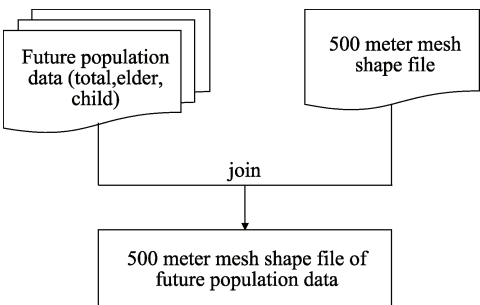 Future population
data (total,elder,
child)
500 meter mesh
shape file
join
500 meter mesh shape file of
future population data